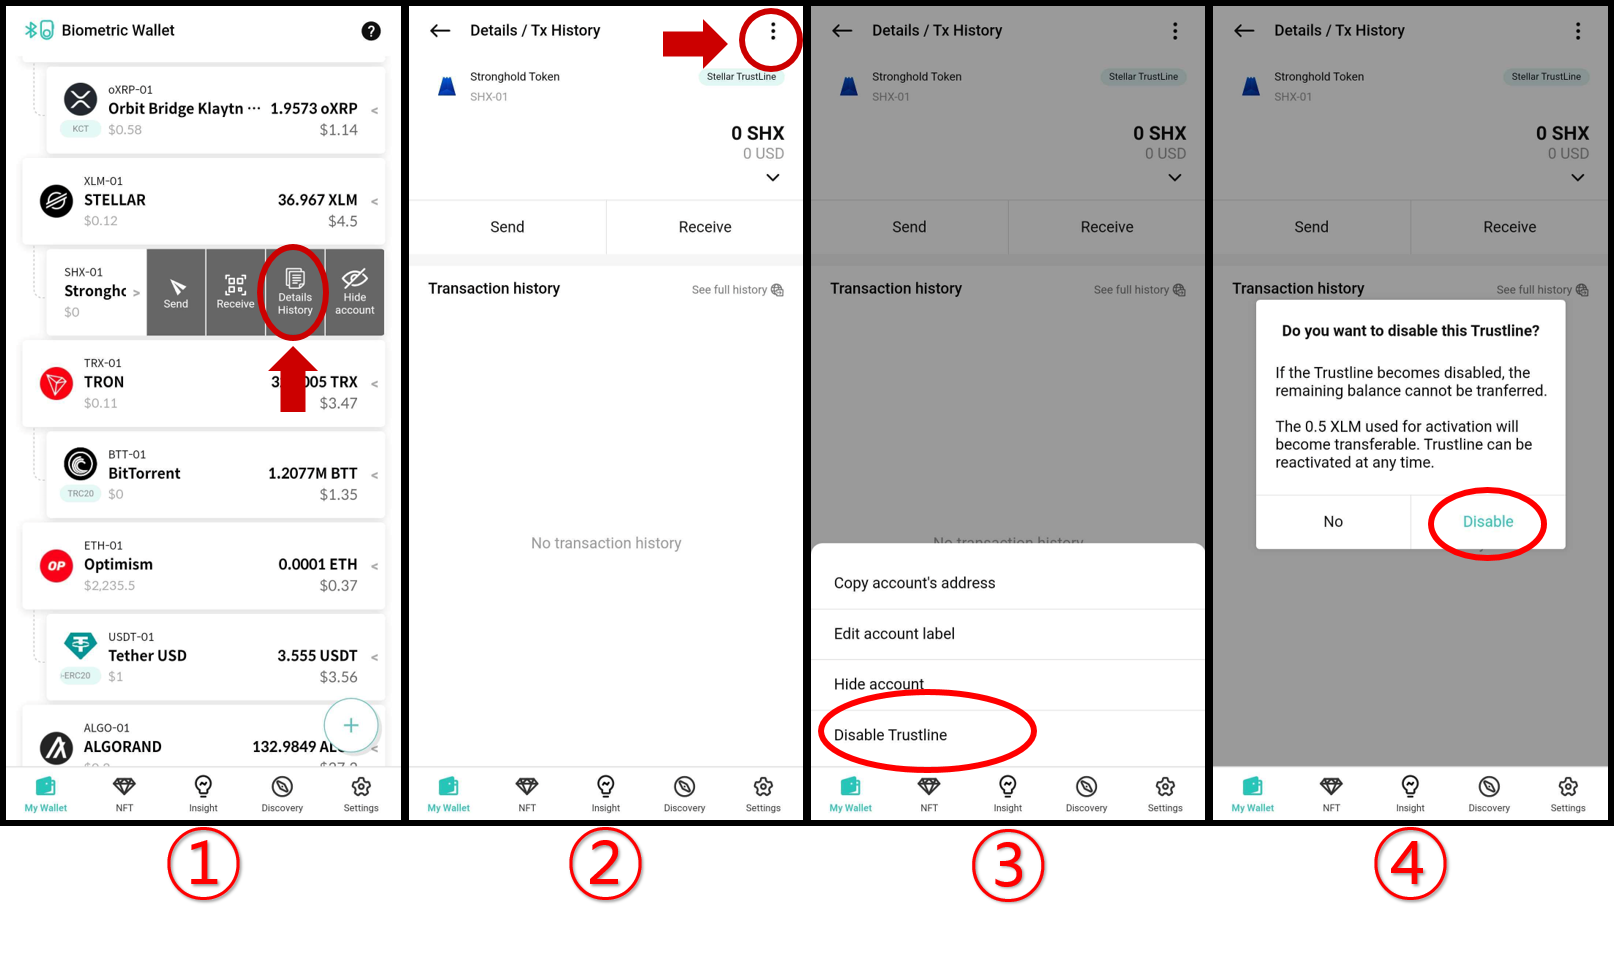 Biometric Wallet
?
oXRP-01
Orbit Bridge Klaytn ··· 1.9573 oXRP <
KCT $0.58 $1.14
XLM-01
STELLAR 36.967 XLM <
$0.12 $4.5
SHX-01
Strongho >
$0
Send
Receive
Details
History
Hide
account
TRX-01
TRON 005 TRX <
$0.11 $3.47
BTT-01
BitTorrent 1.2077M BTT <
TRC20 $0 $1.35
ETH-01
OP Optimism 0.0001 ETH <
$2,235.5 $0.37
USDT-01
Tether USD 3.555 USDT <
ERC20 $1 $3.56
+
ALGO-01
ALGORAND 132.9849 AL <
My Wallet NFT Insight Discovery Settings
①
Details / Tx History
Stronghold Token Stellar TrustLine
SHX-01
0 SHX
0 USD
Send Receive
Transaction history See full history
No transaction history
My Wallet NFT Insight Discovery Settings
②
Details / Tx History
Stronghold Token Stellar TrustLine
SHX-01
0 SHX
0 USD
Send Receive
Transaction history See full history
No transaction history
Copy account's address
Edit account label
Hide account
Disable Trustline
My Wallet NFT Insight Discovery Settings
③
Details / Tx History
Stronghold Token Stellar TrustLine
SHX-01
0 SHX
0 USD
Send Receive
Transaction history See full history
Do you want to disable this Trustline?
If the Trustline becomes disabled, the
remaining balance cannot be tranferred.
The 0.5 XLM used for activation will
become transferable. Trustline can be
reactivated at any time.
No Disable
My Wallet NFT Insight Discovery Settings
④